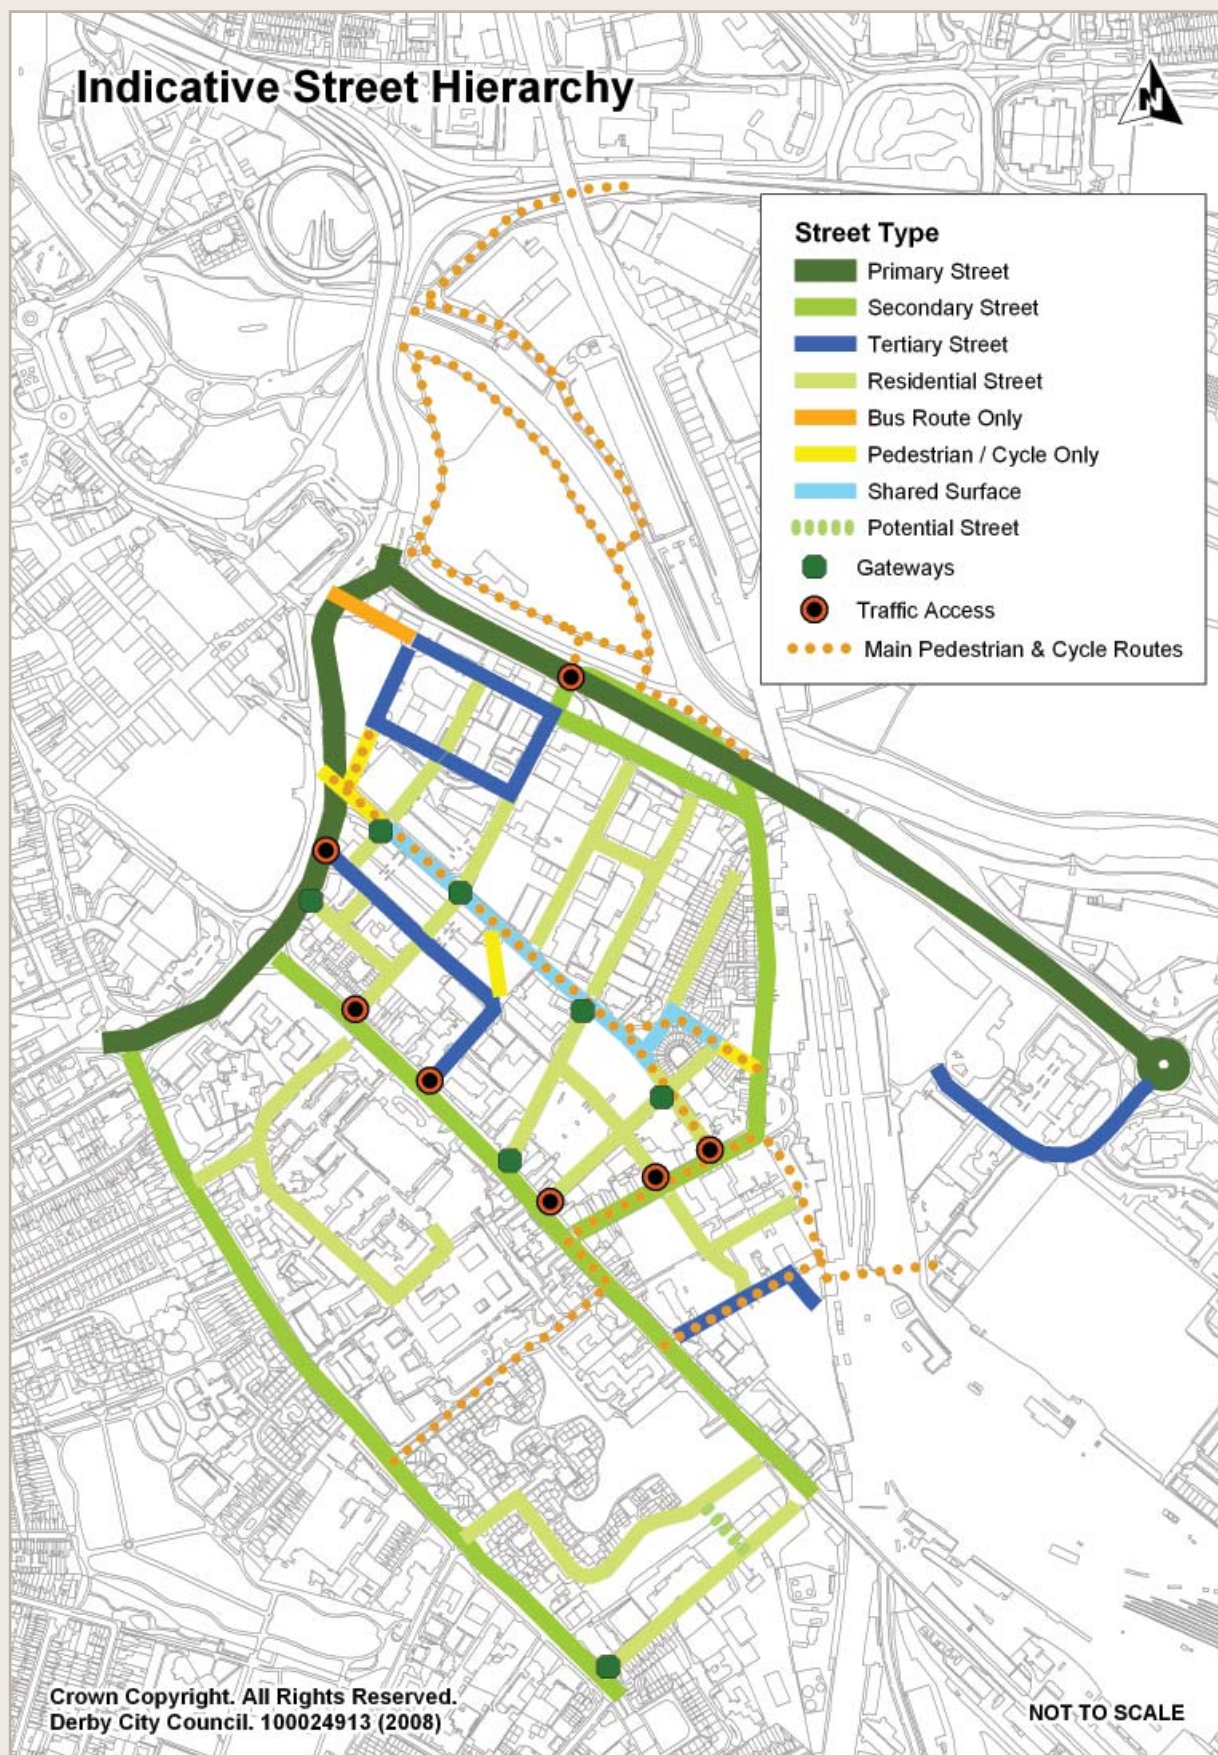 Indicative Street Hierarchy
N
Street Type
Primary Street
Secondary Street
Tertiary Street
Residential Street
Bus Route Only
Pedestrian / Cycle Only
Shared Surface
Potential Street
Gateways
Traffic Access
Main Pedestrian & Cycle Routes
Crown Copyright. All Rights Reserved.
Derby City Council. 100024913 (2008)
NOT TO SCALE